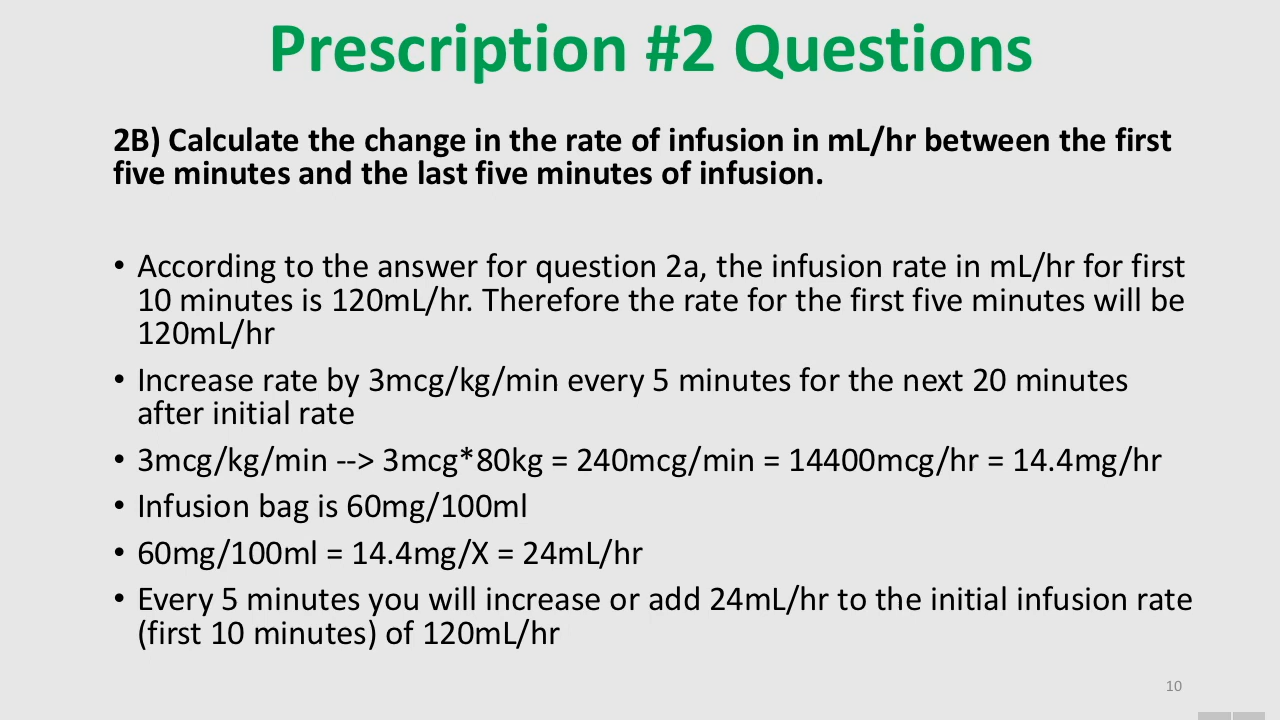 Prescription #2 Questions
2B) Calculate the change in the rate of infusion in mL/hr between the first
five minutes and the last five minutes of infusion.
• According to the answer for question 2a, the infusion rate in mL/hr for first
10 minutes is 120mL/hr. Therefore the rate for the first five minutes will be
120mL/hr
• Increase rate by 3mcg/kg/min every 5 minutes for the next 20 minutes
after initial rate
• 3mcg/kg/min --> 3mcg*80kg = 240mcg/min = 14400mcg/hr = 14.4mg/hr
• Infusion bag is 60mg/100ml
• 60mg/100ml = 14.4mg/X = 24mL/hr
• Every 5 minutes you will increase or add 24mL/hr to the initial infusion rate
(first 10 minutes) of 120mL/hr
10